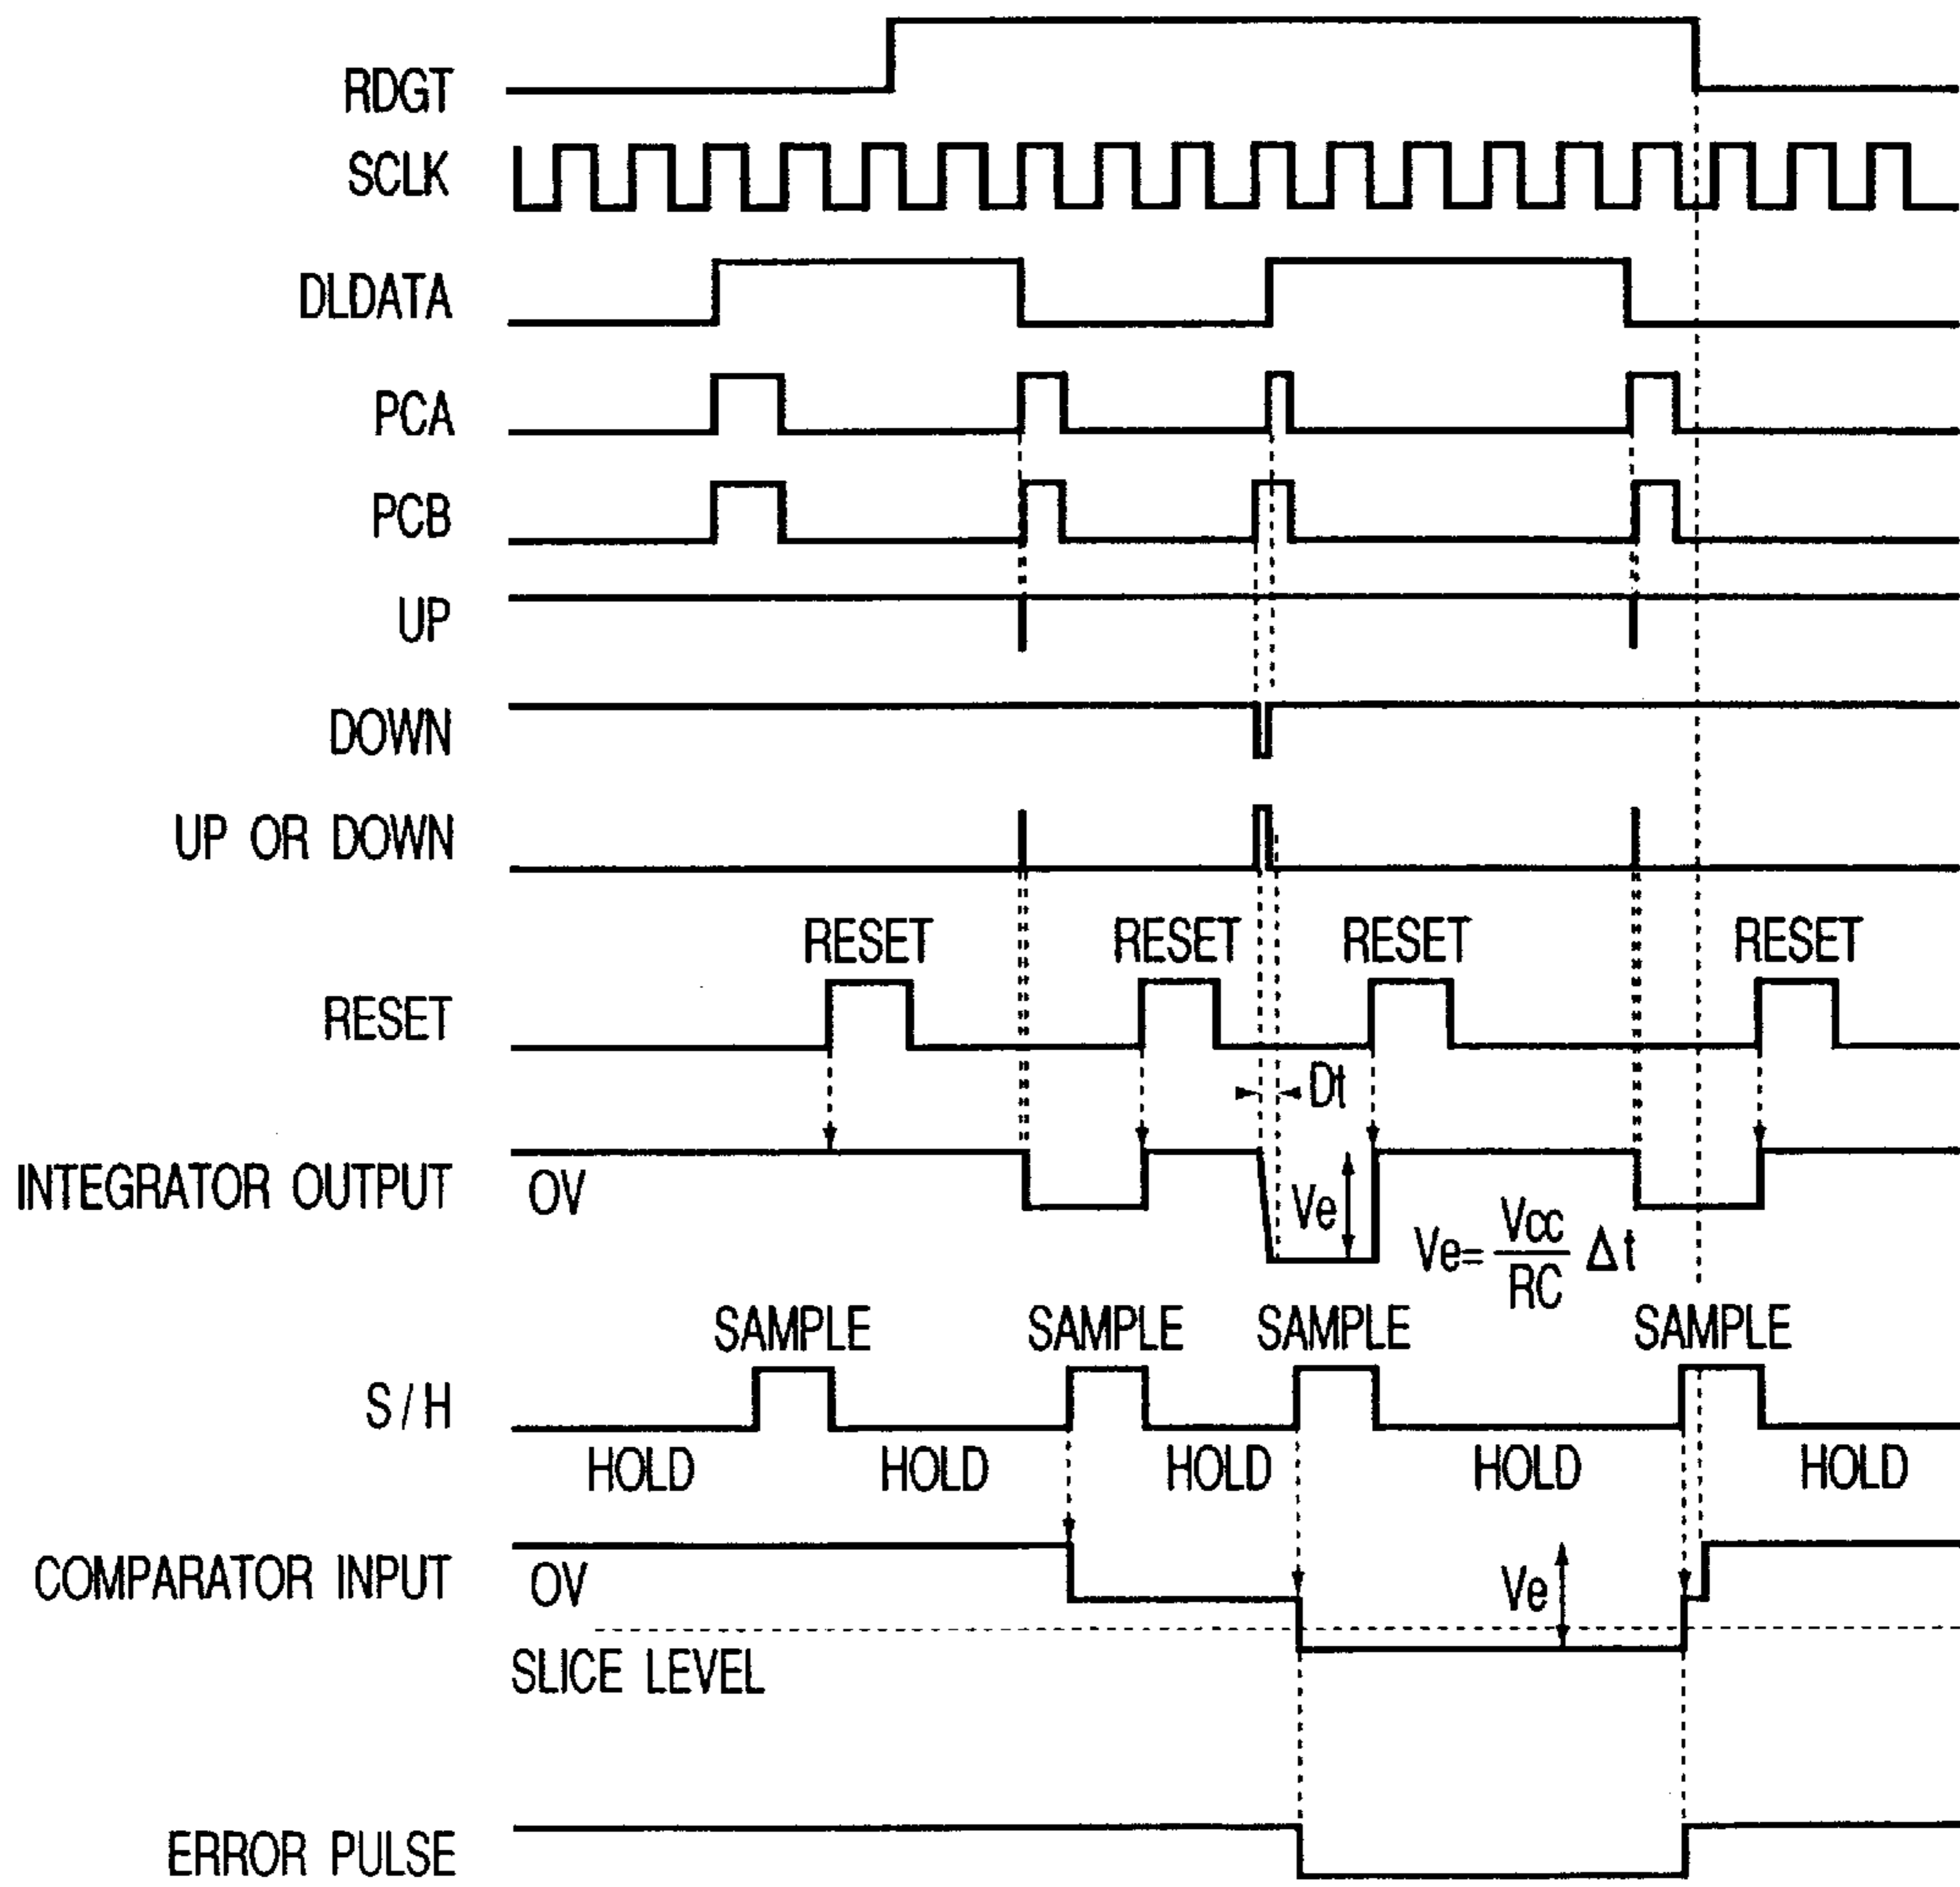 RDGT
SCLK
DLDATA
PCA
PCB
UP
DOWN
UP OR DOWN
RESET RESET RESET RESET
RESET
Dt
INTEGRATOR OUTPUT
OV
Ve
Ve= Vcc/RC Δt
SAMPLE SAMPLE SAMPLE SAMPLE
S/H
HOLD HOLD HOLD HOLD HOLD
COMPARATOR INPUT
OV
Ve
SLICE LEVEL
ERROR PULSE